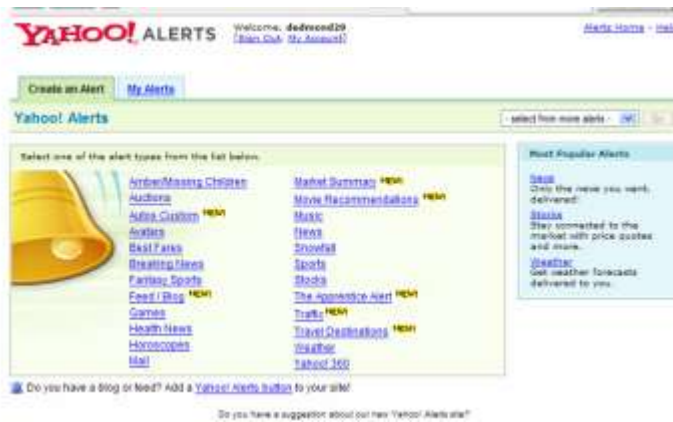 YAHOO! ALERTS
Welcome, dedmond29
[Sign Out, My Account]
Alerts Home - Help
Create an Alert
My Alerts
Yahoo! Alerts
- select from more alerts -
Select one of the alert types from the list below.
Amber/Missing Children
Auctions
Autos Custom NEW!
Avatars
Best Fares
Breaking News
Fantasy Sports
Feed / Blog NEW!
Games
Health News
Horoscopes
Mail
Market Summary NEW!
Movie Recommendations NEW!
Music
News
Snowfall
Sports
Stocks
The Apprentice Alert NEW!
Traffic NEW!
Travel Destinations NEW!
Weather
Yahoo! 360
Most Popular Alerts
News
Only the news you want, delivered!
Stocks
Stay connected to the
market with price quotes
and more.
Weather
Get weather forecasts
delivered to you.
Do you have a blog or feed? Add a Yahoo! Alerts button to your site!
Do you have a suggestion about our new Yahoo! Alerts site?